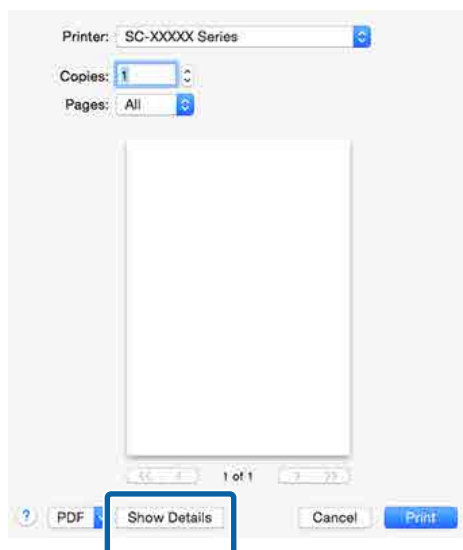 Printer: SC-XXXXX Series
Copies: 1
Pages: All
<< < 1 of 1 > >>
? PDF Show Details Cancel Print